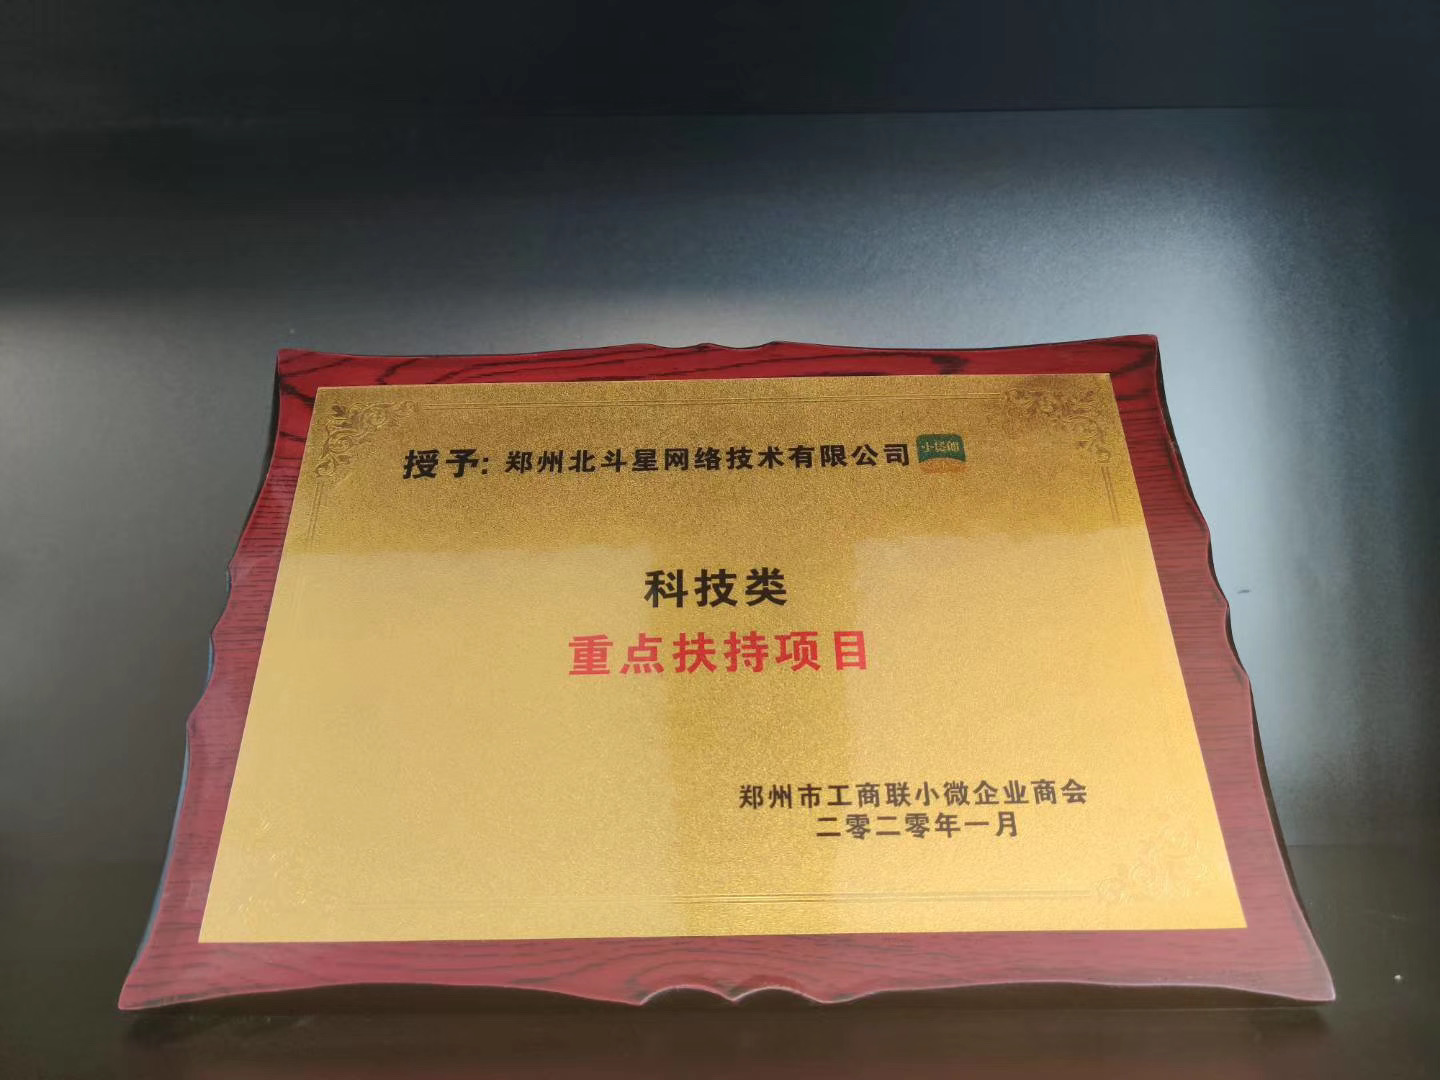 授予: 郑州北斗星网络技术有限公司
科技类
重点扶持项目
郑州市工商联小微企业商会
二零二零年一月